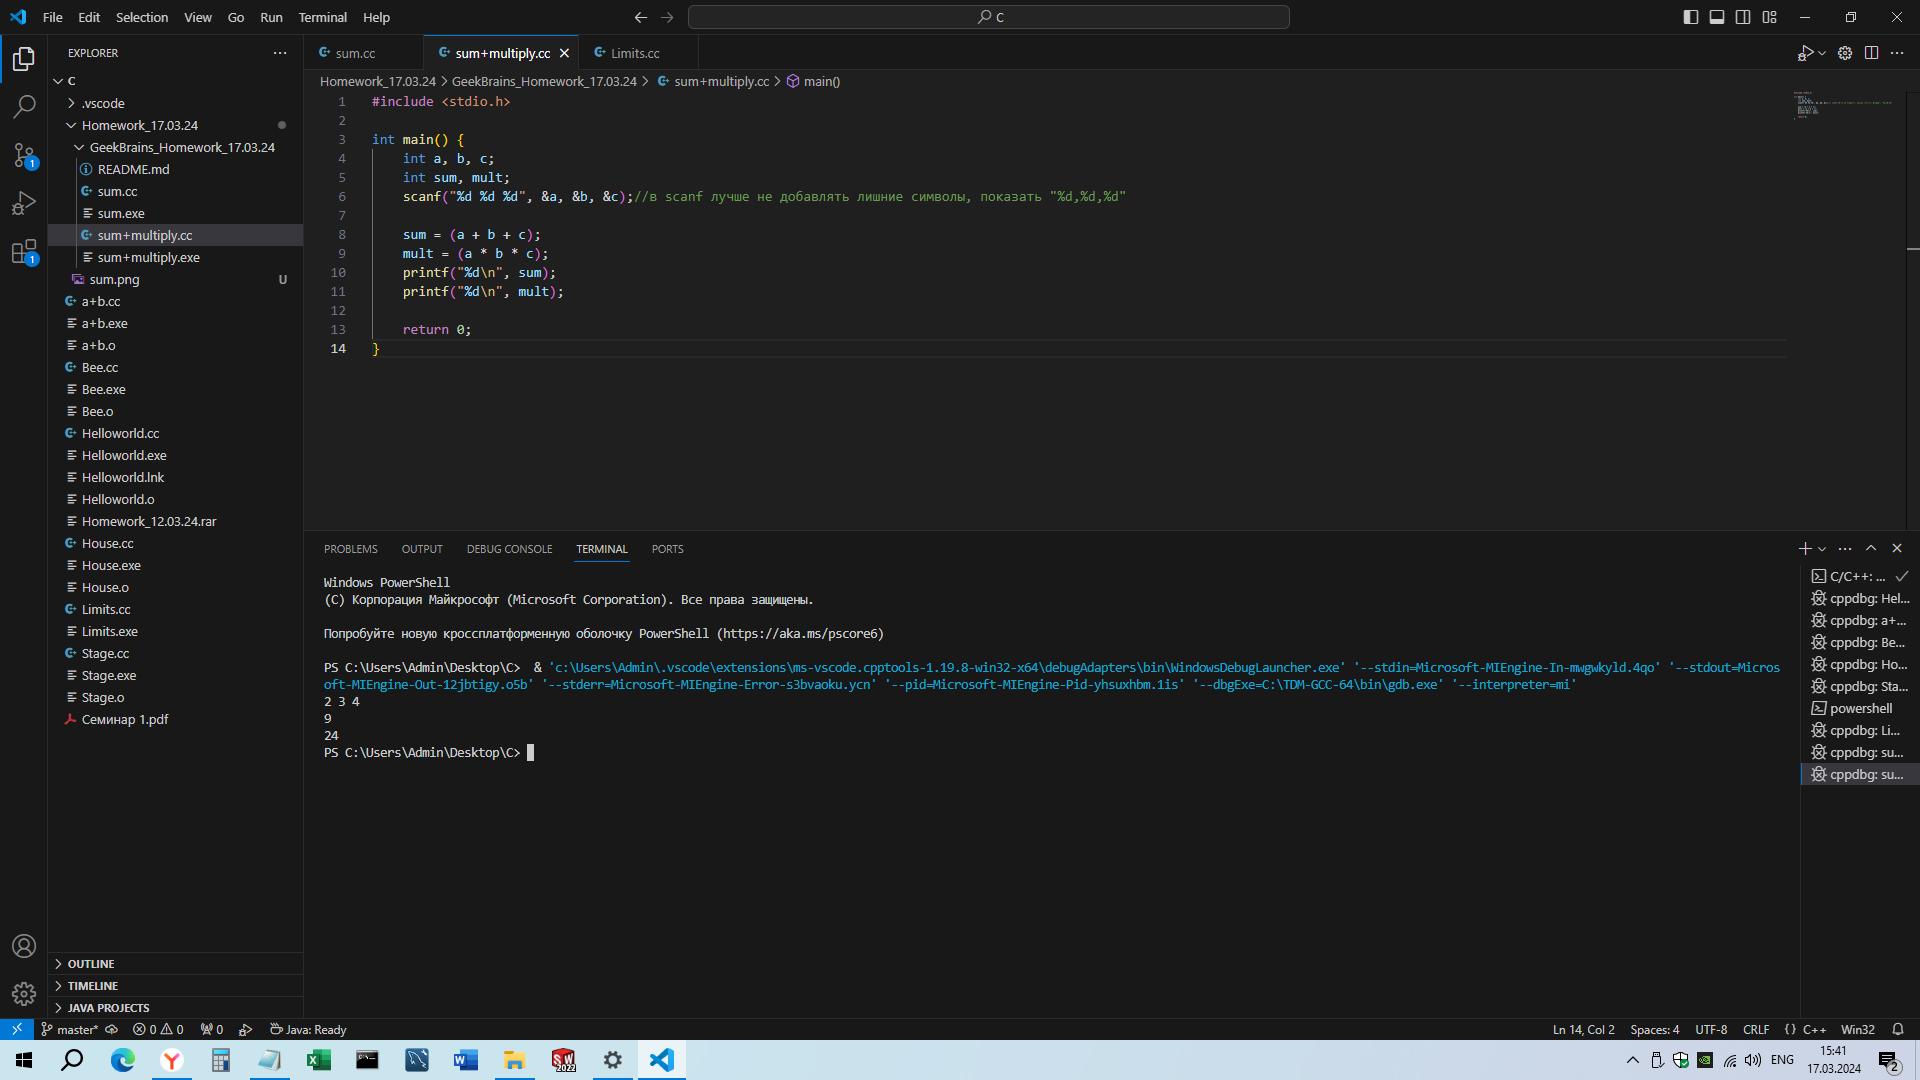 File Edit Selection View Go Run Terminal Help
C
EXPLORER
C
.vscode
Homework_17.03.24
GeekBrains_Homework_17.03.24
README.md
sum.cc
sum.exe
sum+multiply.cc
sum+multiply.exe
sum.png U
a+b.cc
a+b.exe
a+b.o
Bee.cc
Bee.exe
Bee.o
Helloworld.cc
Helloworld.exe
Helloworld.lnk
Helloworld.o
Homework_12.03.24.rar
House.cc
House.exe
House.o
Limits.cc
Limits.exe
Stage.cc
Stage.exe
Stage.o
Семинар 1.pdf
OUTLINE
TIMELINE
JAVA PROJECTS
1
1
sum.cc sum+multiply.cc Limits.cc
Homework_17.03.24 > GeekBrains_Homework_17.03.24 > sum+multiply.cc > main()
1 #include <stdio.h>
2
3 int main() {
4 int a, b, c;
5 int sum, mult;
6 scanf("%d %d %d", &a, &b, &c);//в scanf лучше не добавлять лишние символы, показать "%d,%d,%d"
7
8 sum = (a + b + c);
9 mult = (a * b * c);
10 printf("%d\n", sum);
11 printf("%d\n", mult);
12
13 return 0;
14 }
PROBLEMS OUTPUT DEBUG CONSOLE TERMINAL PORTS
Windows PowerShell
(C) Корпорация Майкрософт (Microsoft Corporation). Все права защищены.
Попробуйте новую кроссплатформенную оболочку PowerShell (https://aka.ms/pscore6)
PS C:\Users\Admin\Desktop\C>  & 'c:\Users\Admin\.vscode\extensions\ms-vscode.cpptools-1.19.8-win32-x64\debugAdapters\bin\WindowsDebugLauncher.exe' '--stdin=Microsoft-MIEngine-In-mwgwkyld.4qo' '--stdout=Micros
oft-MIEngine-Out-12jbtigy.o5b' '--stderr=Microsoft-MIEngine-Error-s3bvaoku.ycn' '--pid=Microsoft-MIEngine-Pid-yhsuxhbm.1is' '--dbgExe=C:\TDM-GCC-64\bin\gdb.exe' '--interpreter=mi'
2 3 4
9
24
PS C:\Users\Admin\Desktop\C>
C/C++: ...
cppdbg: Hel...
cppdbg: a+...
cppdbg: Be...
cppdbg: Ho...
cppdbg: Sta...
powershell
cppdbg: Li...
cppdbg: su...
cppdbg: su...
master* 0 0 0 Java: Ready
Ln 14, Col 2 Spaces: 4 UTF-8 CRLF {} C++ Win32
SW 2022
ENG 15:41
17.03.2024 2